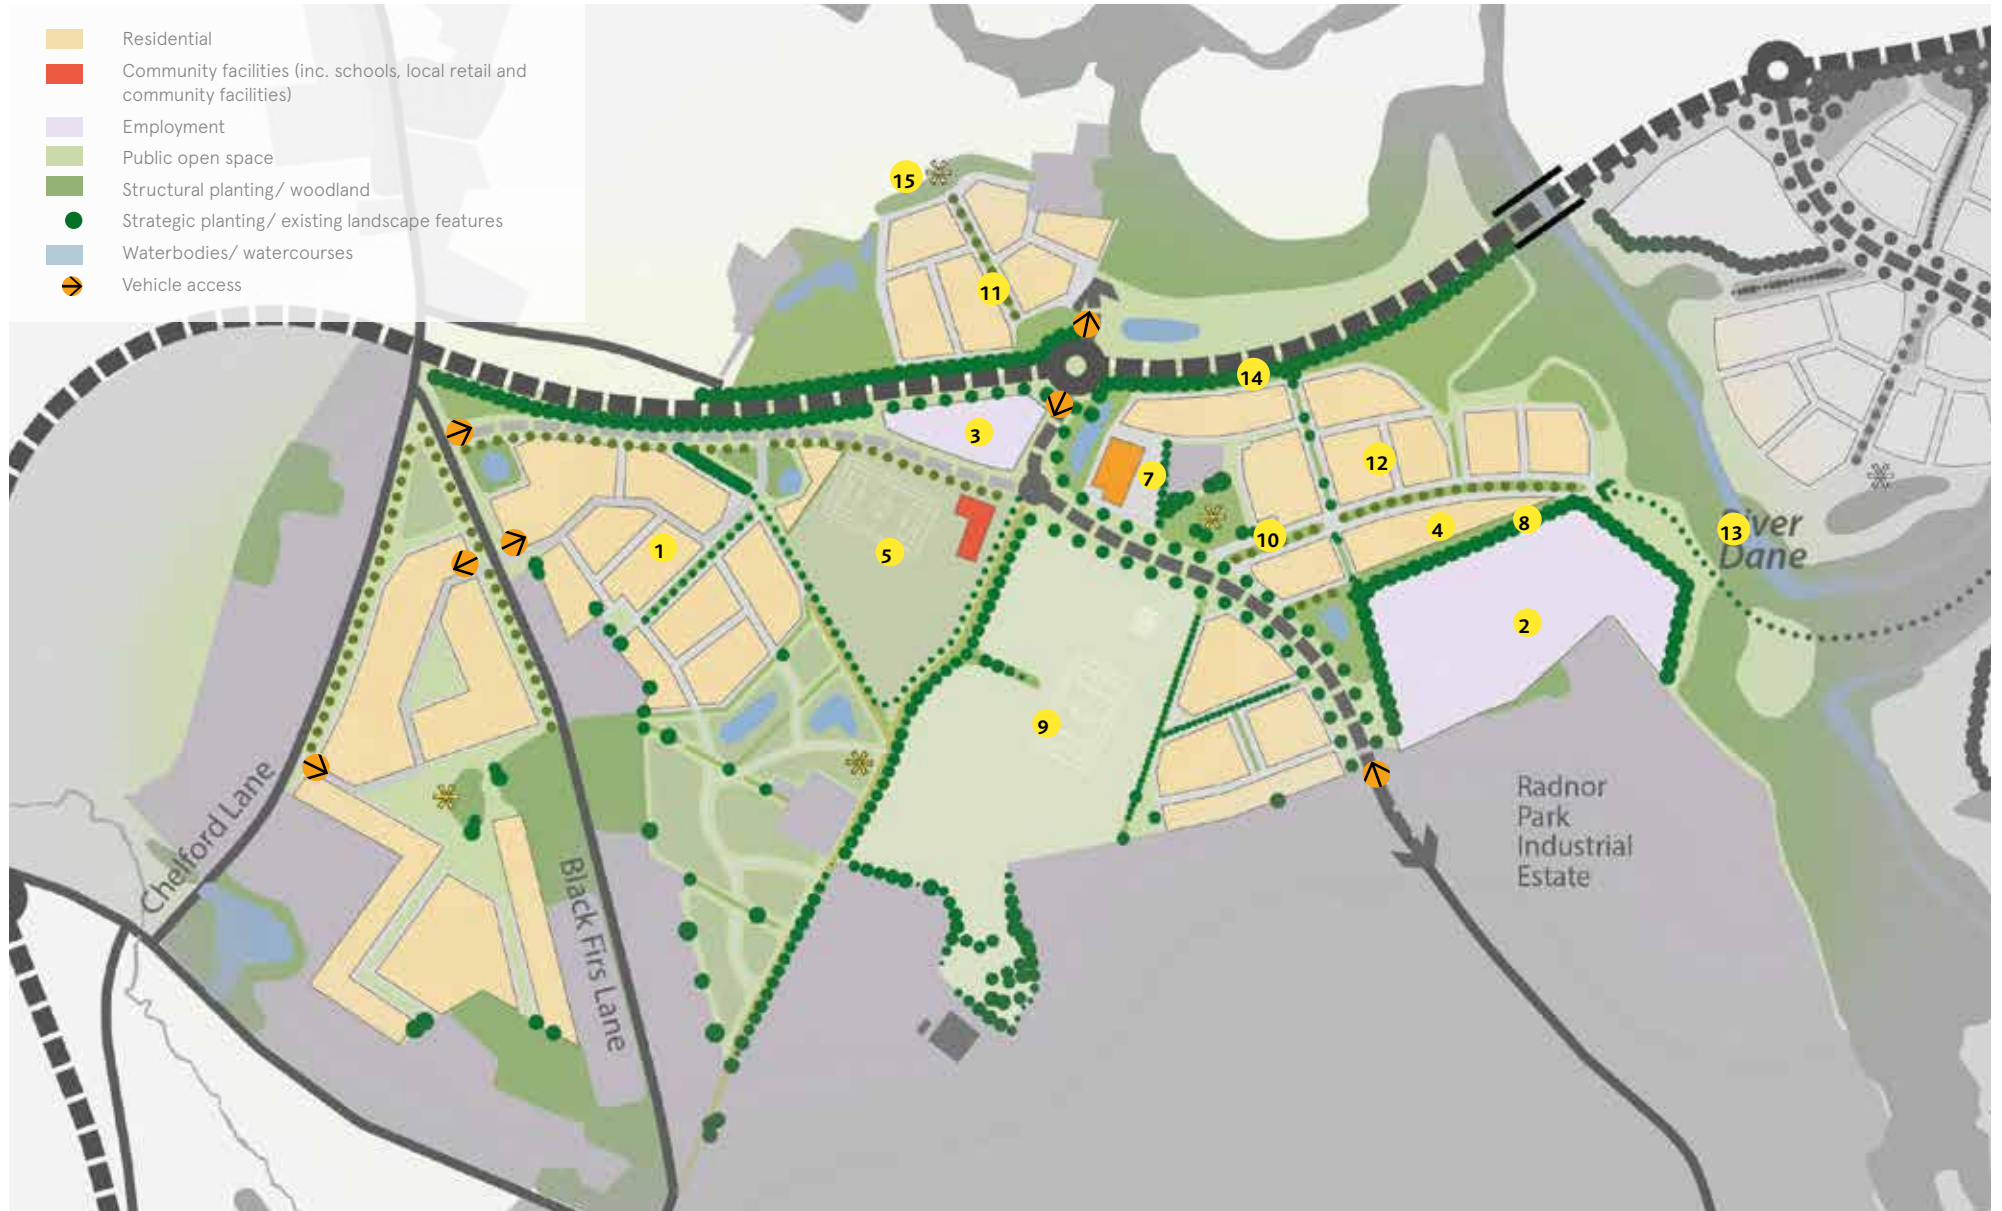 Residential
Community facilities (inc. schools, local retail and
community facilities)
Employment
Public open space
Structural planting/ woodland
Strategic planting/ existing landscape features
Waterbodies/ watercourses
Vehicle access
15
11
14
3
12
7
4
8
10
13
River
Dane
1
5
2
9
Chelford Lane
Black Firs Lane
Radnor
Park
Industrial
Estate